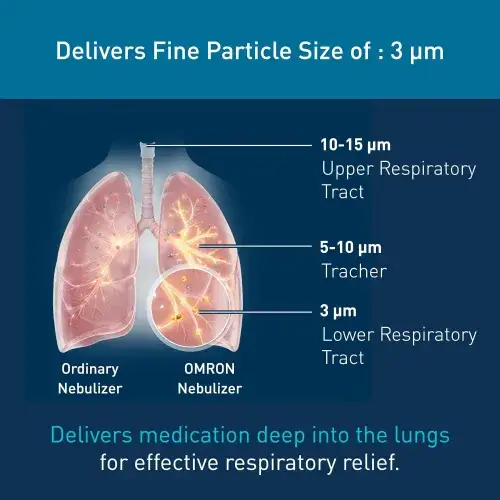 Delivers Fine Particle Size of : 3 µm
10-15 µm
Upper Respiratory
Tract
5-10 µm
Tracher
3 µm
Lower Respiratory
Tract
Ordinary
Nebulizer
OMRON
Nebulizer
Delivers medication deep into the lungs
for effective respiratory relief.